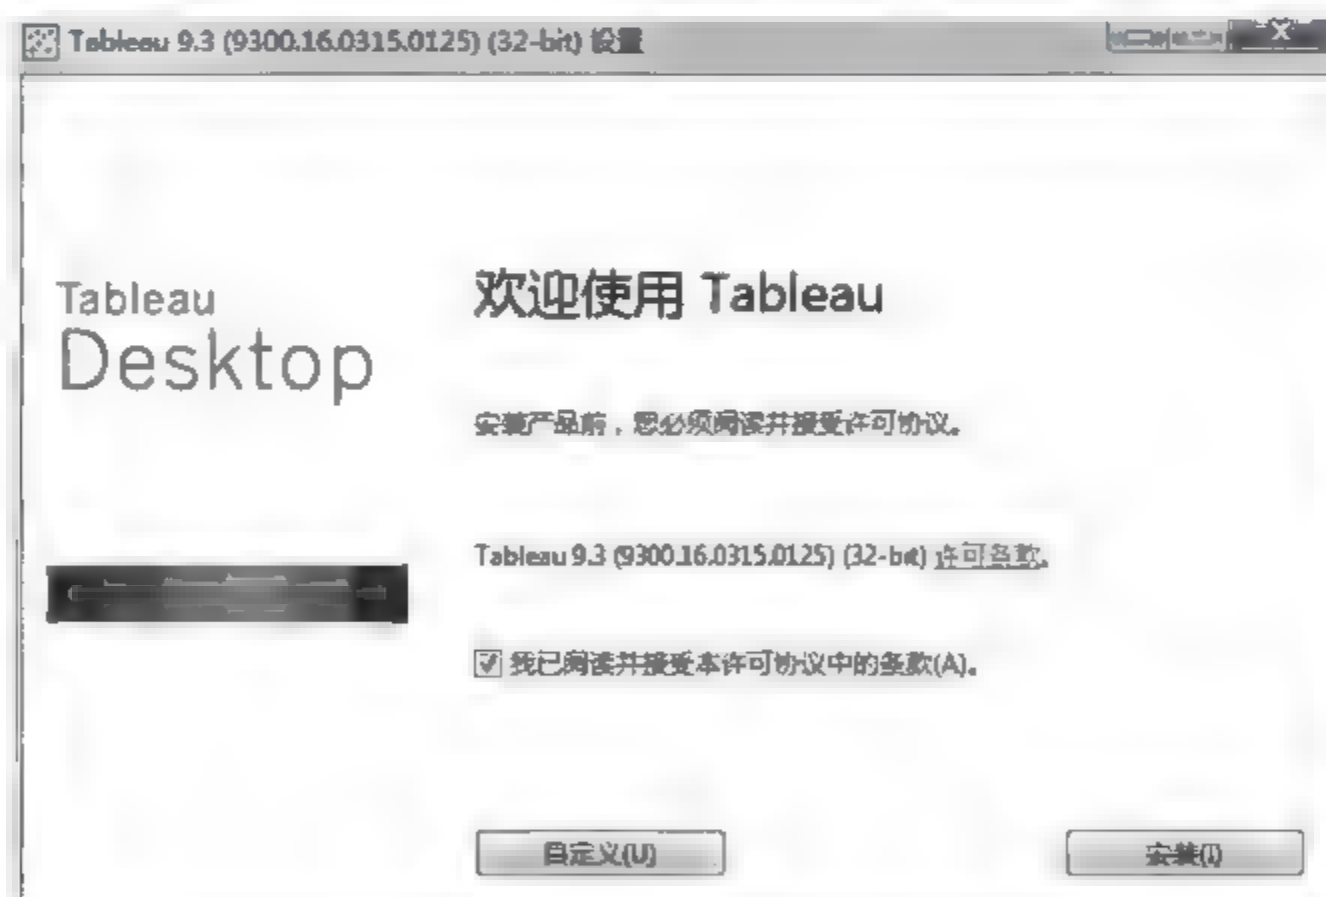 Tableau 9.3 (9300.16.0315.0125) (32-bit) 设置
Tableau
Desktop
欢迎使用 Tableau
安装产品前，您必须阅读并接受许可协议。
Tableau 9.3 (9300.16.0315.0125) (32-bit) 许可条款。
我已阅读并接受本许可协议中的条款(A)。
自定义(U)
安装(I)